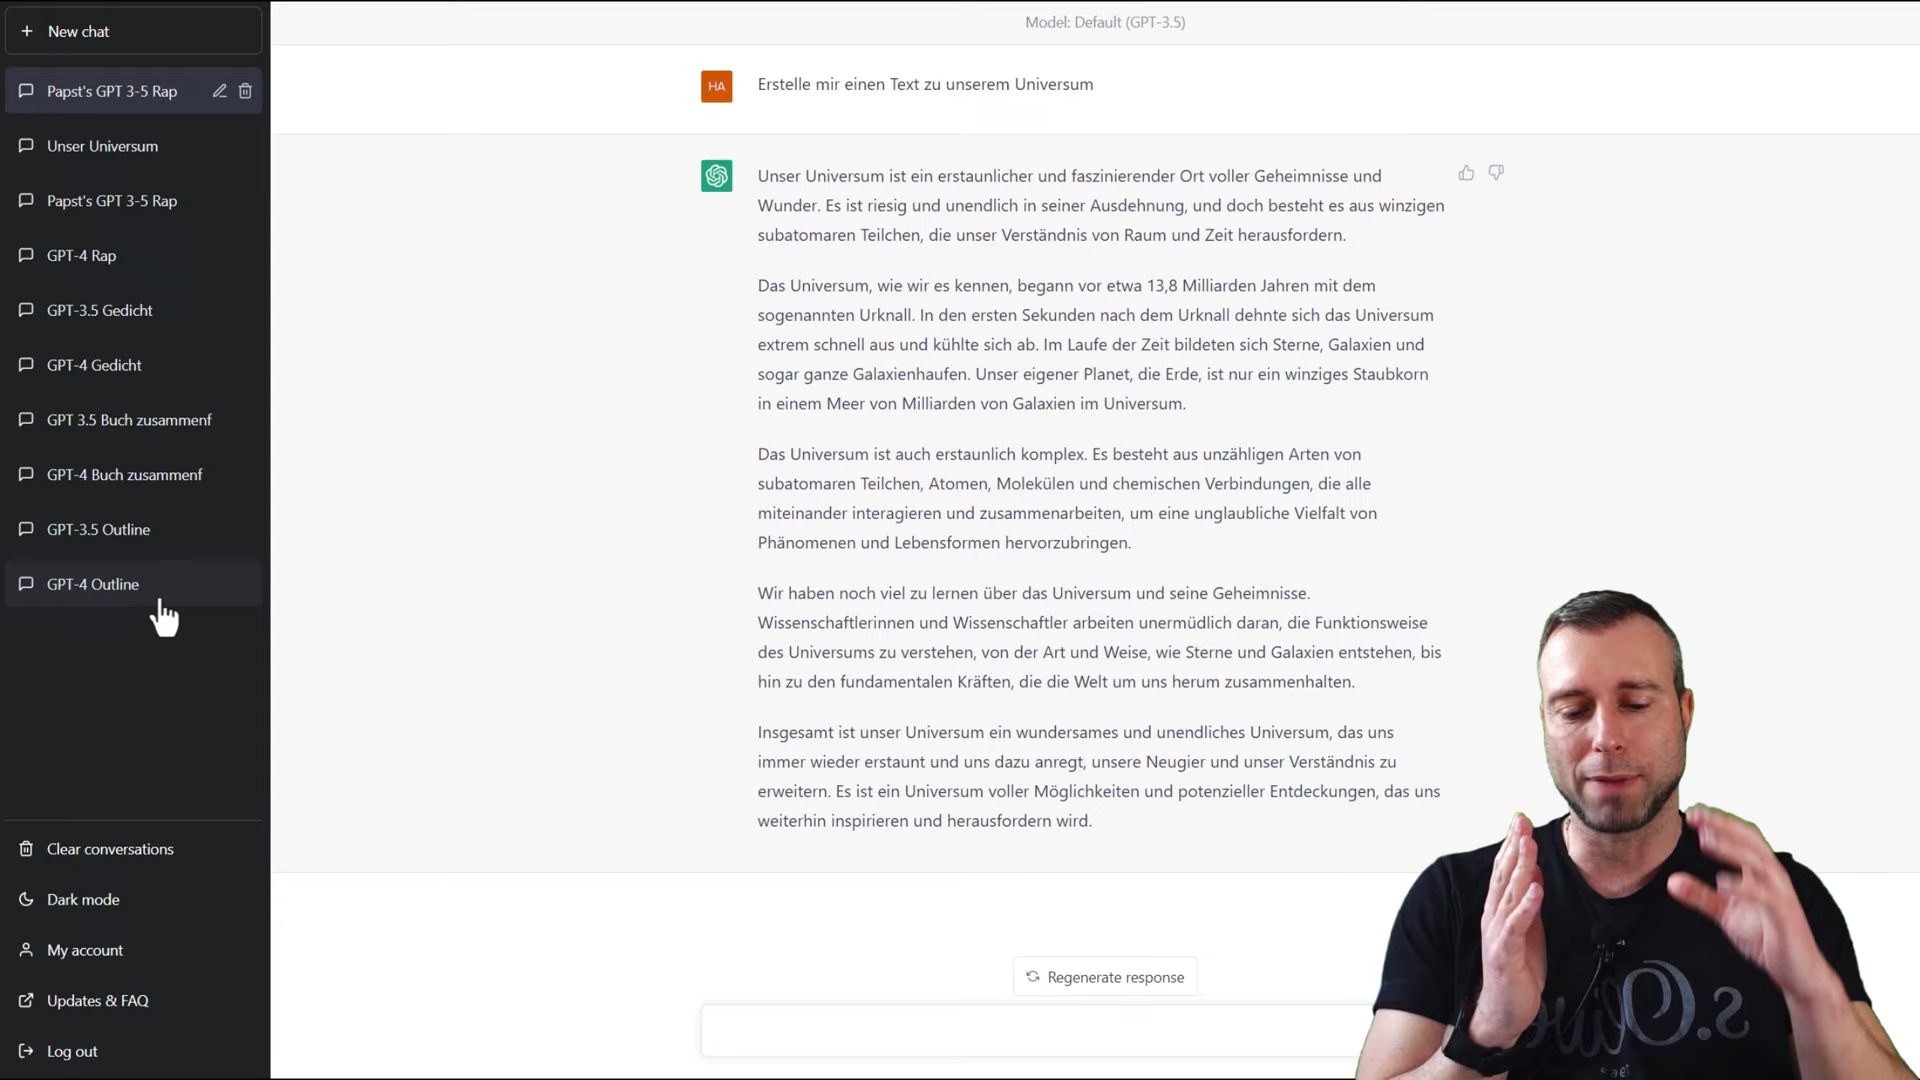 New chat
Papst's GPT 3-5 Rap
Unser Universum
Papst's GPT 3-5 Rap
GPT-4 Rap
GPT-3.5 Gedicht
GPT-4 Gedicht
GPT 3.5 Buch zusammenf
GPT-4 Buch zusammenf
GPT-3.5 Outline
GPT-4 Outline
Clear conversations
Dark mode
My account
Updates & FAQ
Log out
Model: Default (GPT-3.5)
HA
Erstelle mir einen Text zu unserem Universum
Unser Universum ist ein erstaunlicher und faszinierender Ort voller Geheimnisse und
Wunder. Es ist riesig und unendlich in seiner Ausdehnung, und doch besteht es aus winzigen
subatomaren Teilchen, die unser Verständnis von Raum und Zeit herausfordern.
Das Universum, wie wir es kennen, begann vor etwa 13,8 Milliarden Jahren mit dem
sogenannten Urknall. In den ersten Sekunden nach dem Urknall dehnte sich das Universum
extrem schnell aus und kühlte sich ab. Im Laufe der Zeit bildeten sich Sterne, Galaxien und
sogar ganze Galaxienhaufen. Unser eigener Planet, die Erde, ist nur ein winziges Staubkorn
in einem Meer von Milliarden von Galaxien im Universum.
Das Universum ist auch erstaunlich komplex. Es besteht aus unzähligen Arten von
subatomaren Teilchen, Atomen, Molekülen und chemischen Verbindungen, die alle
miteinander interagieren und zusammenarbeiten, um eine unglaubliche Vielfalt von
Phänomenen und Lebensformen hervorzubringen.
Wir haben noch viel zu lernen über das Universum und seine Geheimnisse.
Wissenschaftlerinnen und Wissenschaftler arbeiten unermüdlich daran, die Funktionsweise
des Universums zu verstehen, von der Art und Weise, wie Sterne und Galaxien entstehen, bis
hin zu den fundamentalen Kräften, die die Welt um uns herum zusammenhalten.
Insgesamt ist unser Universum ein wundersames und unendliches Universum, das uns
immer wieder erstaunt und uns dazu anregt, unsere Neugier und unser Verständnis zu
erweitern. Es ist ein Universum voller Möglichkeiten und potenzieller Entdeckungen, das uns
weiterhin inspirieren und herausfordern wird.
Regenerate response